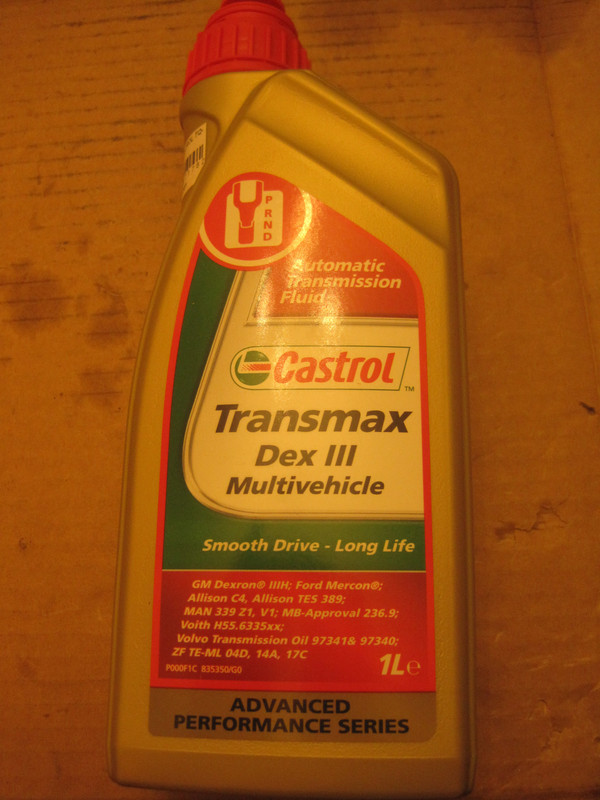 P
R
N
D
Automatic
Transmission
Fluid
Castrol™
Transmax
Dex III
Multivehicle
Smooth Drive - Long Life
GM Dexron® IIIH; Ford Mercon®;
Allison C4, Allison TES 389;
MAN 339 Z1, V1; MB-Approval 236.9;
Voith H55.6335xx;
Volvo Transmission Oil 97341& 97340;
ZF TE-ML 04D, 14A, 17C
P000F1C 835350/G0
1L℮
ADVANCED
PERFORMANCE SERIES